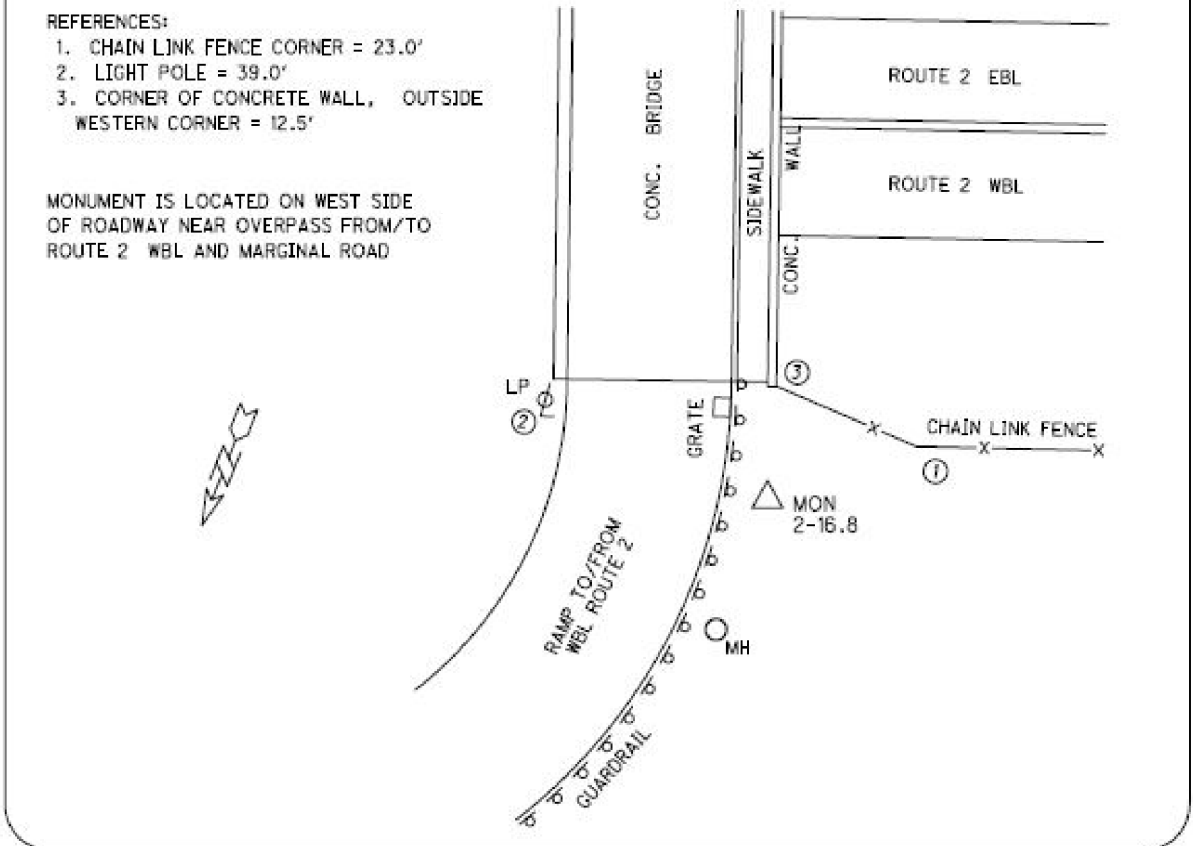 REFERENCES:
1. CHAIN LINK FENCE CORNER = 23.0'
2. LIGHT POLE = 39.0'
3. CORNER OF CONCRETE WALL, OUTSIDE
WESTERN CORNER = 12.5'
MONUMENT IS LOCATED ON WEST SIDE
OF ROADWAY NEAR OVERPASS FROM/TO
ROUTE 2 WBL AND MARGINAL ROAD
CONC. BRIDGE
SIDEWALK
CONC. WALL
ROUTE 2 EBL
ROUTE 2 WBL
LP
2
GRATE
3
CHAIN LINK FENCE
X X X
1
MON
2-16.8
RAMP TO/FROM
WBL ROUTE 2
MH
GUARDRAIL